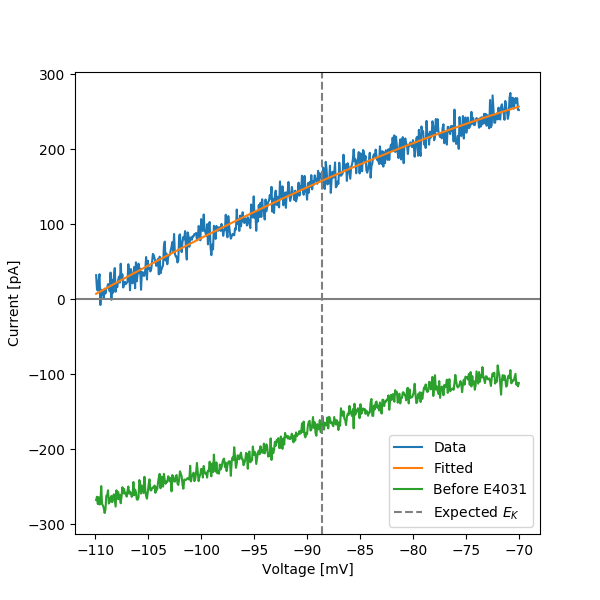 300
200
100
0
−100
−200
−300
Current [pA]
−110 −105 −100 −95 −90 −85 −80 −75 −70
Voltage [mV]
Data
Fitted
Before E4031
Expected E_K